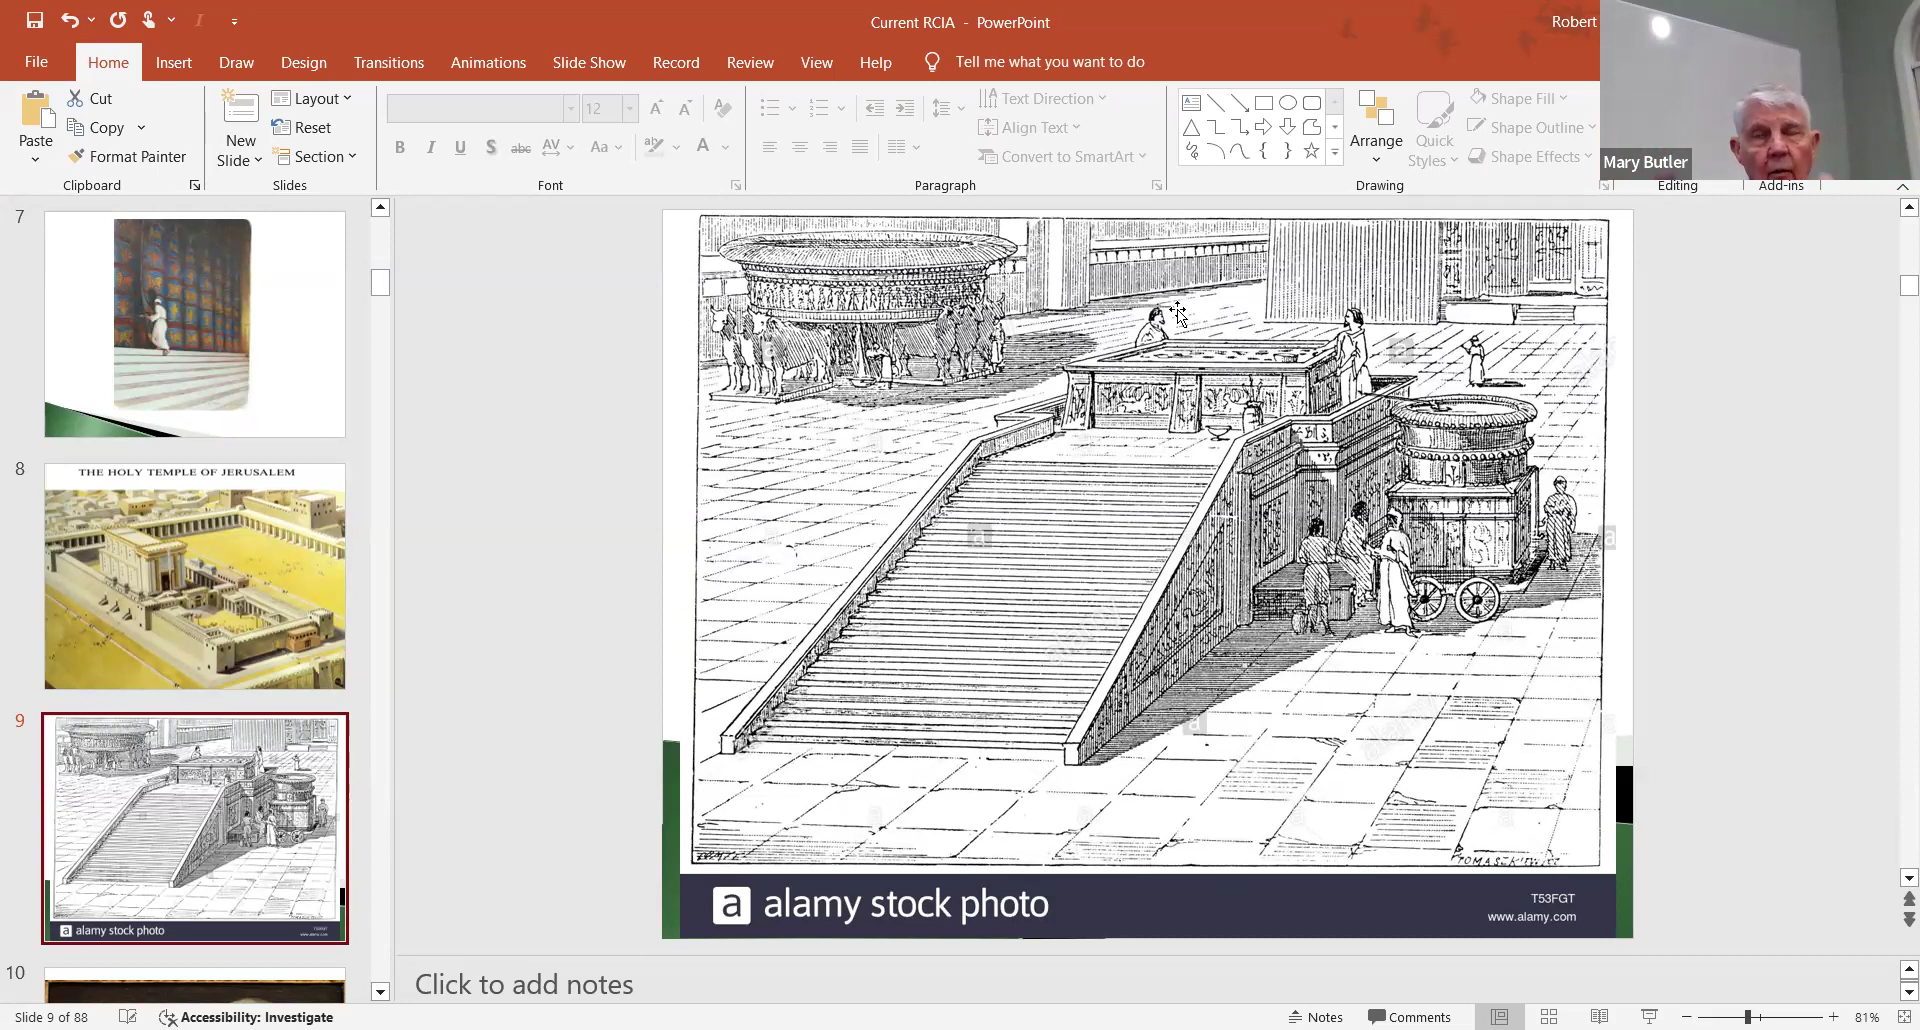 Current RCIA - PowerPoint
Robert
File
Home
Insert
Draw
Design
Transitions
Animations
Slide Show
Record
Review
View
Help
Tell me what you want to do
Paste
Cut
Copy
Format Painter
Clipboard
New
Slide
Layout
Reset
Section
Slides
12
B I U S abc AV Aa A
Font
Text Direction
Align Text
Convert to SmartArt
Paragraph
Arrange
Quick
Styles
Shape Fill
Shape Outline
Shape Effects
Drawing
Editing
Add-ins
Mary Butler
7
8
THE HOLY TEMPLE OF JERUSALEM
9
a alamy stock photo
10
a alamy stock photo
T53FGT
www.alamy.com
Click to add notes
Slide 9 of 88
Accessibility: Investigate
Notes
Comments
81%